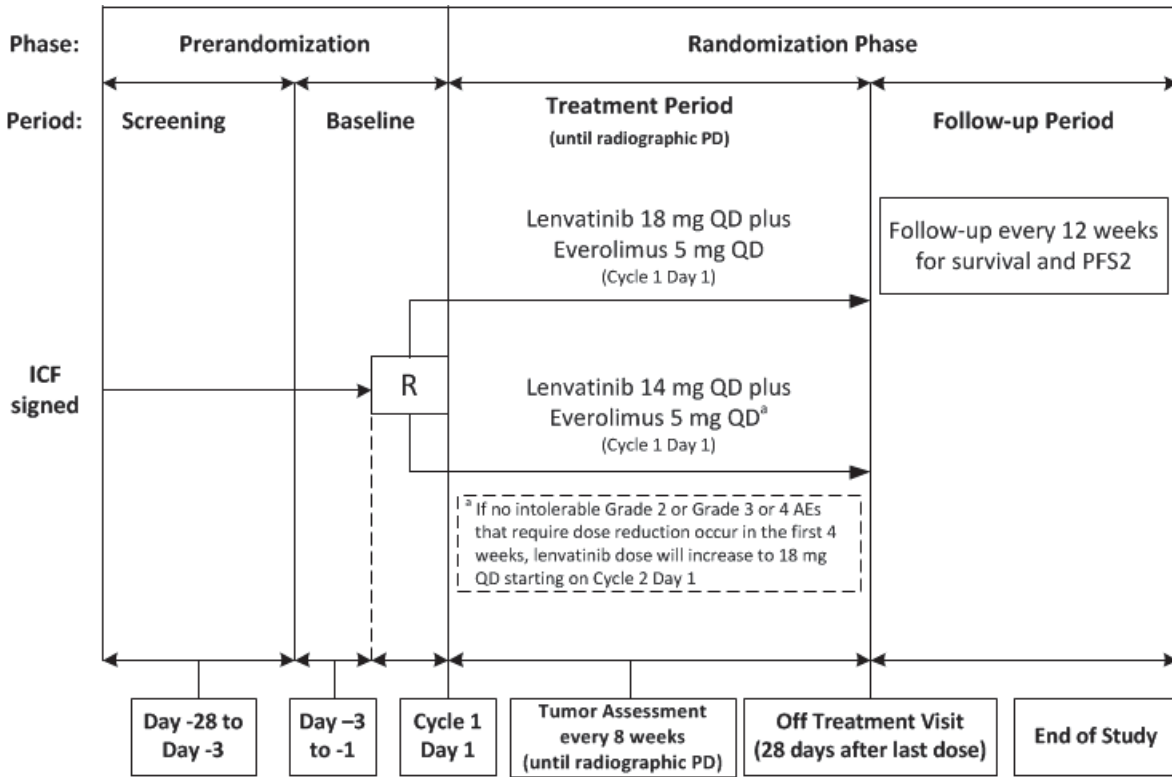 Phase:
Prerandomization
Randomization Phase
Period:
Screening
Baseline
Treatment Period
(until radiographic PD)
Follow-up Period
Lenvatinib 18 mg QD plus
Everolimus 5 mg QD
(Cycle 1 Day 1)
Follow-up every 12 weeks
for survival and PFS2
ICF
signed
R
Lenvatinib 14 mg QD plus
Everolimus 5 mg QDᵃ
(Cycle 1 Day 1)
ᵃ If no intolerable Grade 2 or Grade 3 or 4 AEs
that require dose reduction occur in the first 4
weeks, lenvatinib dose will increase to 18 mg
QD starting on Cycle 2 Day 1
Day -28 to
Day -3
Day –3
to -1
Cycle 1
Day 1
Tumor Assessment
every 8 weeks
(until radiographic PD)
Off Treatment Visit
(28 days after last dose)
End of Study